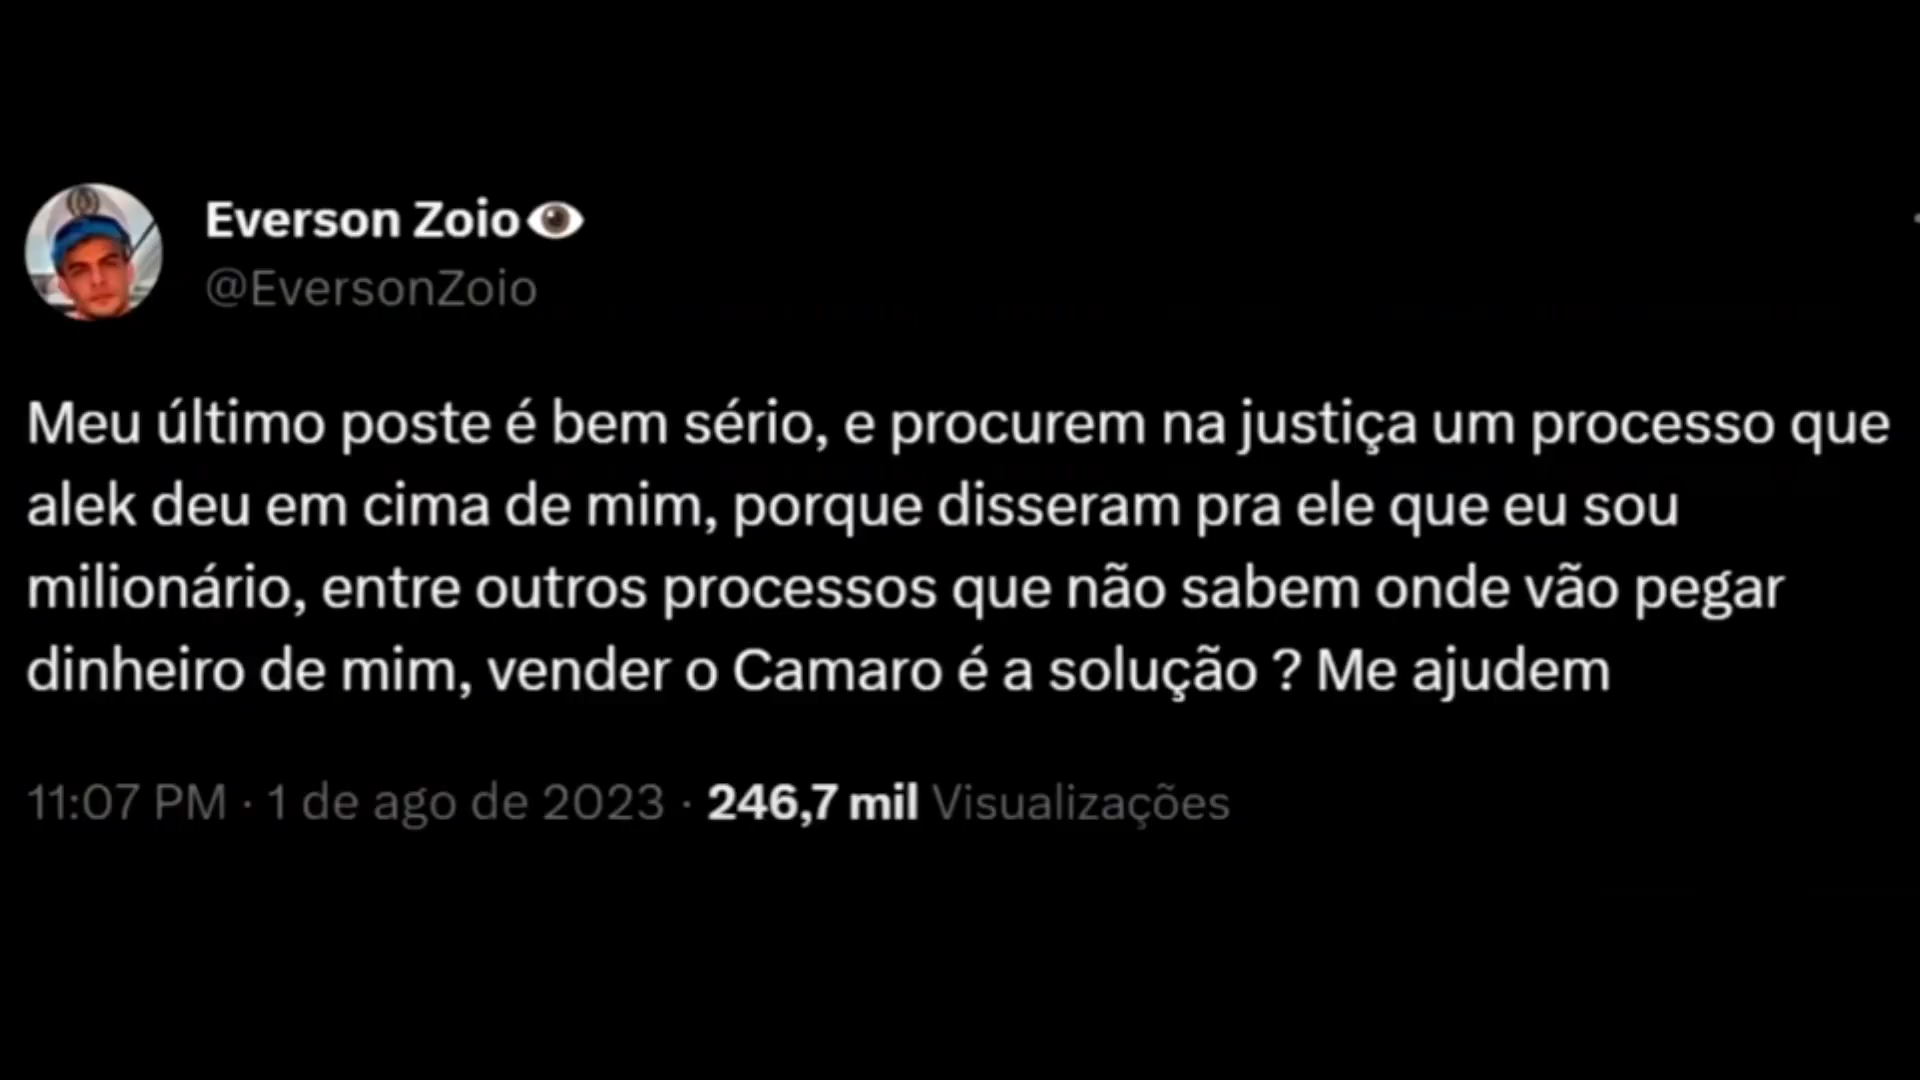 Everson Zoio👁️
@EversonZoio
Meu último poste é bem sério, e procurem na justiça um processo que
alek deu em cima de mim, porque disseram pra ele que eu sou
milionário, entre outros processos que não sabem onde vão pegar
dinheiro de mim, vender o Camaro é a solução ? Me ajudem
11:07 PM · 1 de ago de 2023 · 246,7 mil Visualizações